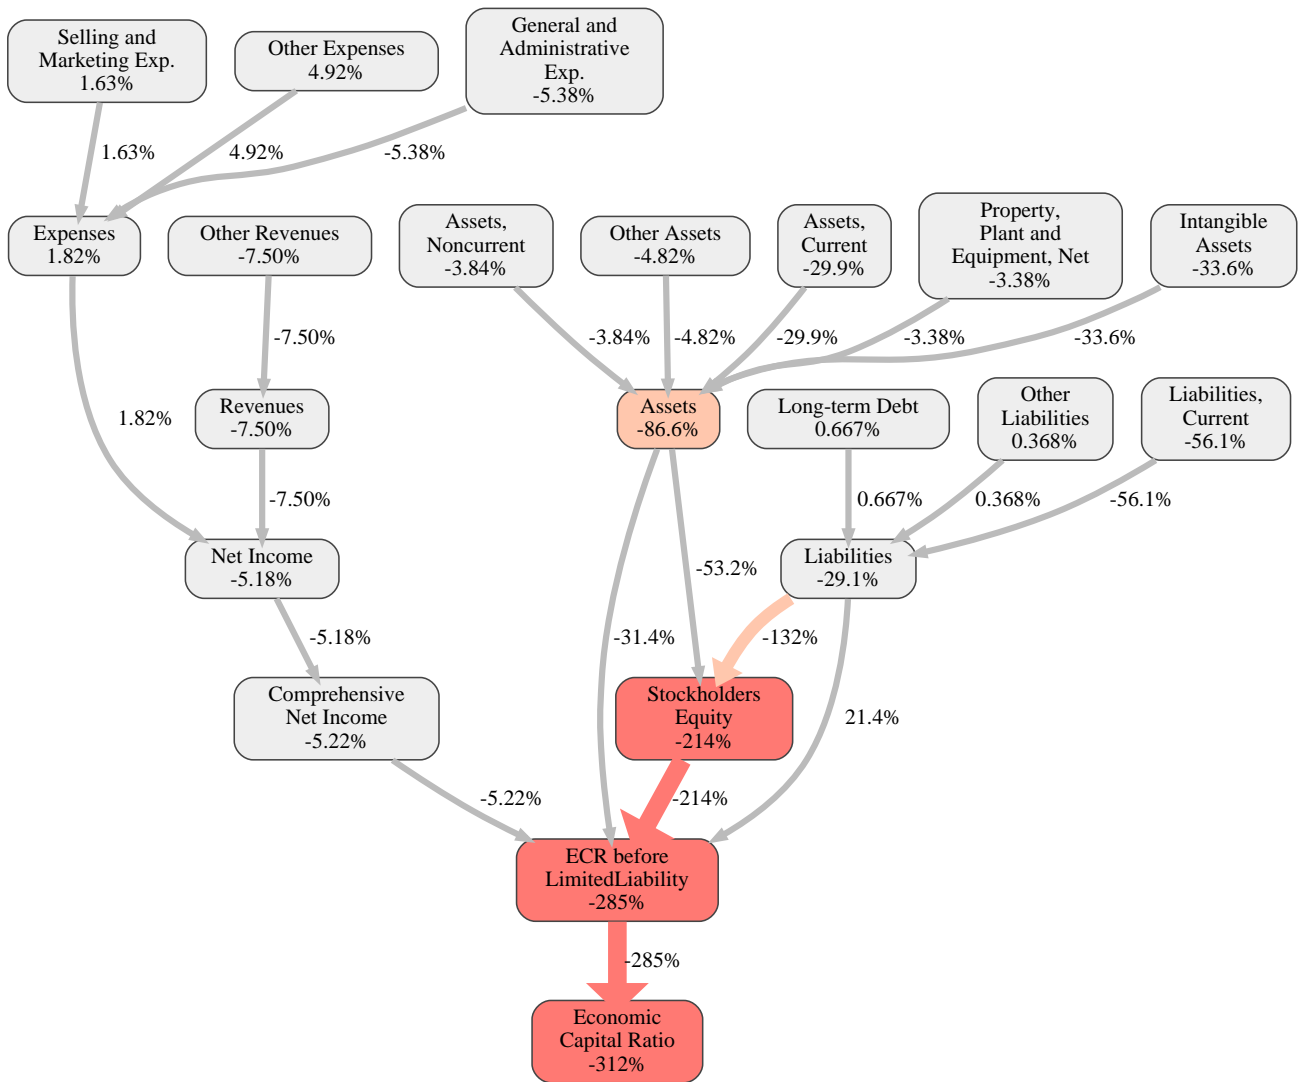 Selling and
Marketing Exp.
1.63%
Other Expenses
4.92%
General and
Administrative
Exp.
-5.38%
1.63%
4.92%
-5.38%
Expenses
1.82%
Other Revenues
-7.50%
Assets,
Noncurrent
-3.84%
Other Assets
-4.82%
Assets,
Current
-29.9%
Property,
Plant and
Equipment, Net
-3.38%
Intangible
Assets
-33.6%
-7.50%
-3.84%
-4.82%
-29.9%
-3.38%
-33.6%
1.82%
Revenues
-7.50%
Assets
-86.6%
Long-term Debt
0.667%
Other
Liabilities
0.368%
Liabilities,
Current
-56.1%
-7.50%
0.667%
0.368%
-56.1%
Net Income
-5.18%
-53.2%
Liabilities
-29.1%
-5.18%
-31.4%
-132%
Comprehensive
Net Income
-5.22%
Stockholders
Equity
-214%
21.4%
-5.22%
-214%
ECR before
LimitedLiability
-285%
-285%
Economic
Capital Ratio
-312%